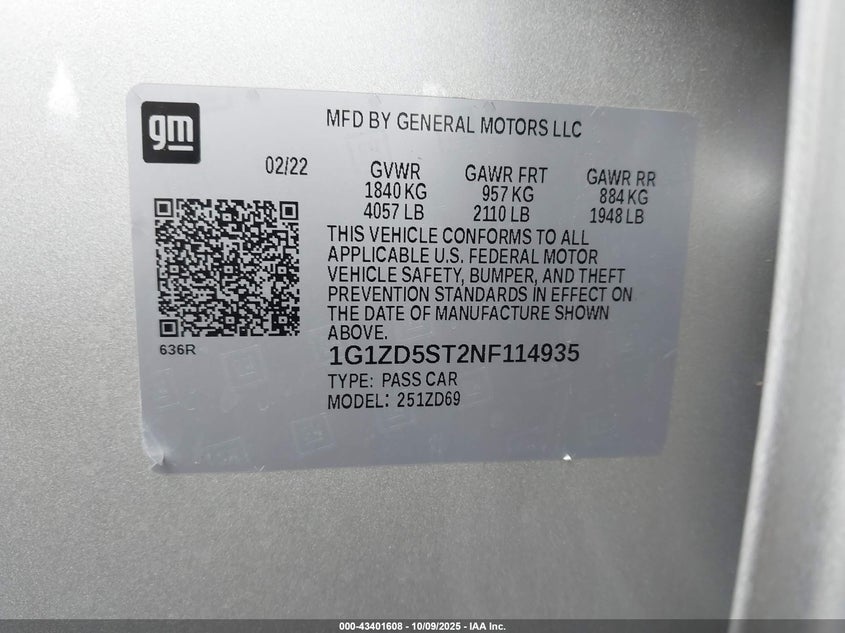 gm
MFD BY GENERAL MOTORS LLC
02/22
GVWR GAWR FRT GAWR RR
1840 KG 957 KG 884 KG
4057 LB 2110 LB 1948 LB
THIS VEHICLE CONFORMS TO ALL
APPLICABLE U.S. FEDERAL MOTOR
VEHICLE SAFETY, BUMPER, AND THEFT
PREVENTION STANDARDS IN EFFECT ON
THE DATE OF MANUFACTURE SHOWN
ABOVE.
636R
1G1ZD5ST2NF114935
TYPE: PASS CAR
MODEL: 251ZD69
000-43401608 - 10/09/2025 - IAA Inc.